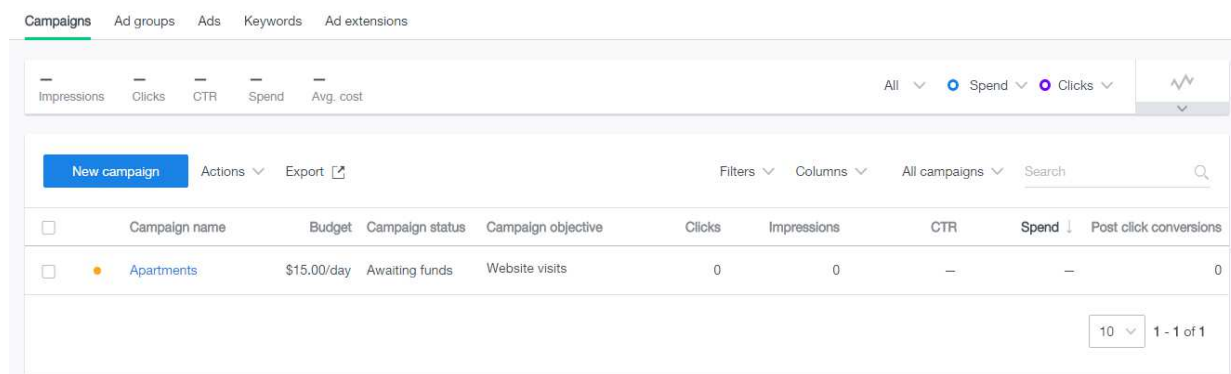 Campaigns Ad groups Ads Keywords Ad extensions
– – – – –
Impressions Clicks CTR Spend Avg. cost
All Spend Clicks
New campaign Actions Export Filters Columns All campaigns Search
Campaign name Budget Campaign status Campaign objective Clicks Impressions CTR Spend ↓ Post click conversions
Apartments $15.00/day Awaiting funds Website visits 0 0 – – 0
10 1 - 1 of 1